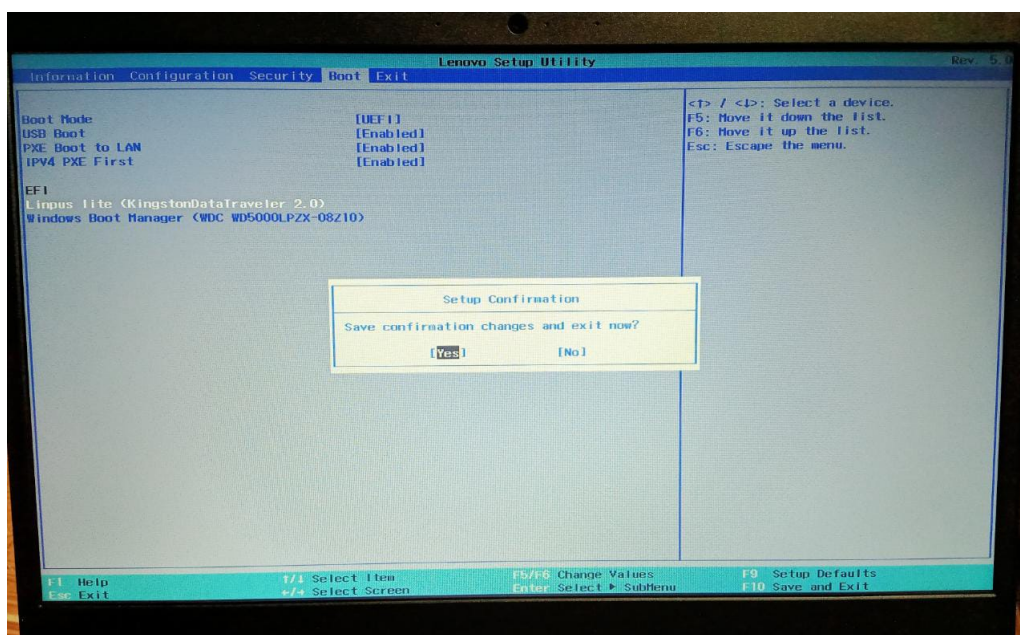 Lenovo Setup Utility
Rev. 5.0
Information Configuration Security Boot Exit
Boot Mode [UEFI]
USB Boot [Enabled]
PXE Boot to LAN [Enabled]
IPV4 PXE First [Enabled]
EFI
Linpus lite (KingstonDataTraveler 2.0)
Windows Boot Manager (WDC WD5000LPZX-08Z10)
<↑> / <↓>: Select a device.
F5: Move it down the list.
F6: Move it up the list.
Esc: Escape the menu.
Setup Confirmation
Save confirmation changes and exit now?
[Yes] [No]
F1 Help ↑/↓ Select Item F5/F6 Change Values F9 Setup Defaults
Esc Exit ←/→ Select Screen Enter Select ▶ SubMenu F10 Save and Exit